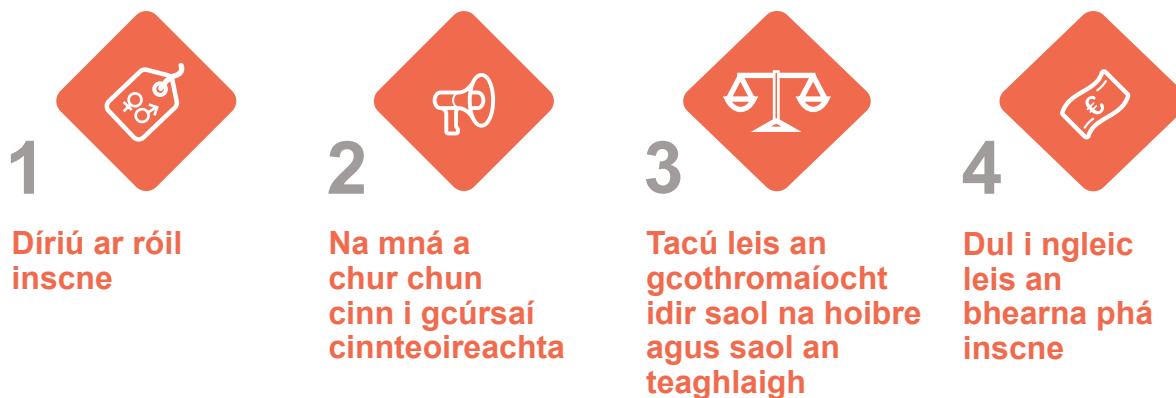 1
Díriú ar róil
inscne
2
Na mná a
chur chun
cinn i gcúrsaí
cinnteoireachta
3
Tacú leis an
gcothromaíocht
idir saol na hoibre
agus saol an
teaghlaigh
4
€
Dul i ngleic
leis an
bhearna phá
inscne